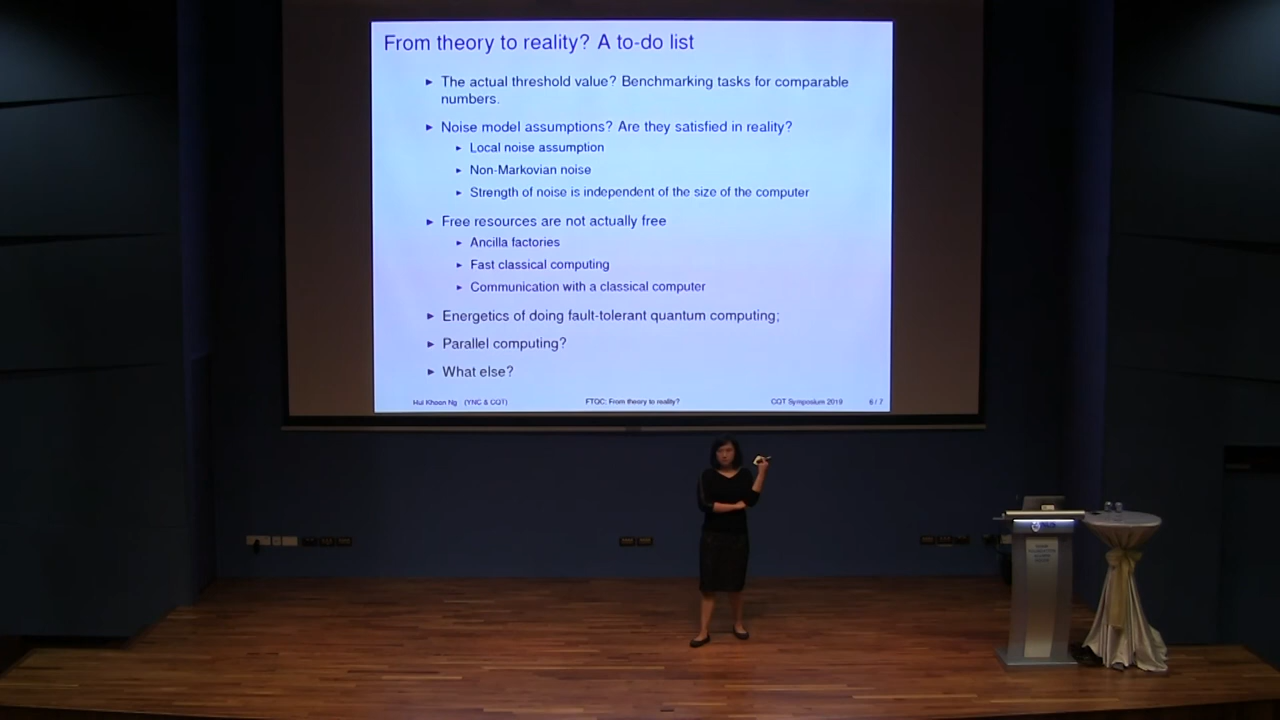 From theory to reality? A to-do list
► The actual threshold value? Benchmarking tasks for comparable
numbers.
► Noise model assumptions? Are they satisfied in reality?
► Local noise assumption
► Non-Markovian noise
► Strength of noise is independent of the size of the computer
► Free resources are not actually free
► Ancilla factories
► Fast classical computing
► Communication with a classical computer
► Energetics of doing fault-tolerant quantum computing;
► Parallel computing?
► What else?
Hui Khoon Ng (YNC & CQT) FTQC: From theory to reality? CQT Symposium 2019 6 / 7
NUS